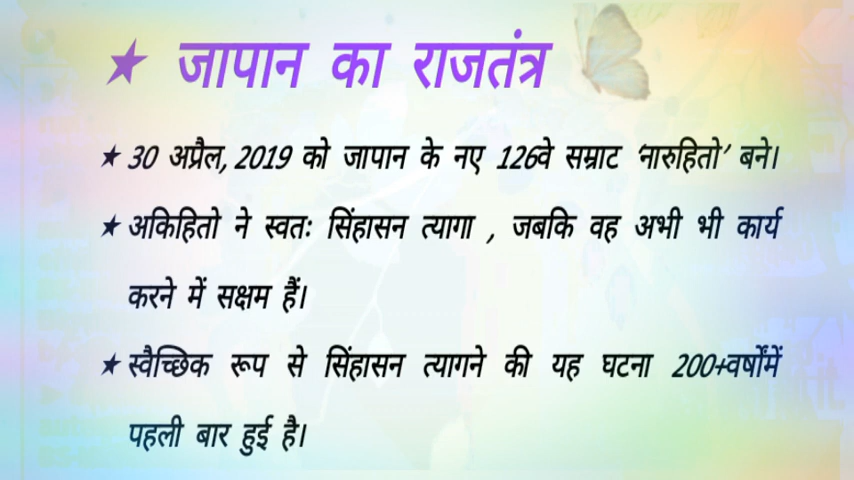 ★ जापान का राजतंत्र
★ 30 अप्रैल, 2019 को जापान के नए 126वे सम्राट 'नारुहितो' बने।
★ अकिहितो ने स्वतः सिंहासन त्यागा , जबकि वह अभी भी कार्य
करने में सक्षम हैं।
★ स्वैच्छिक रूप से सिंहासन त्यागने की यह घटना 200+वर्षोंमें
पहली बार हुई है।